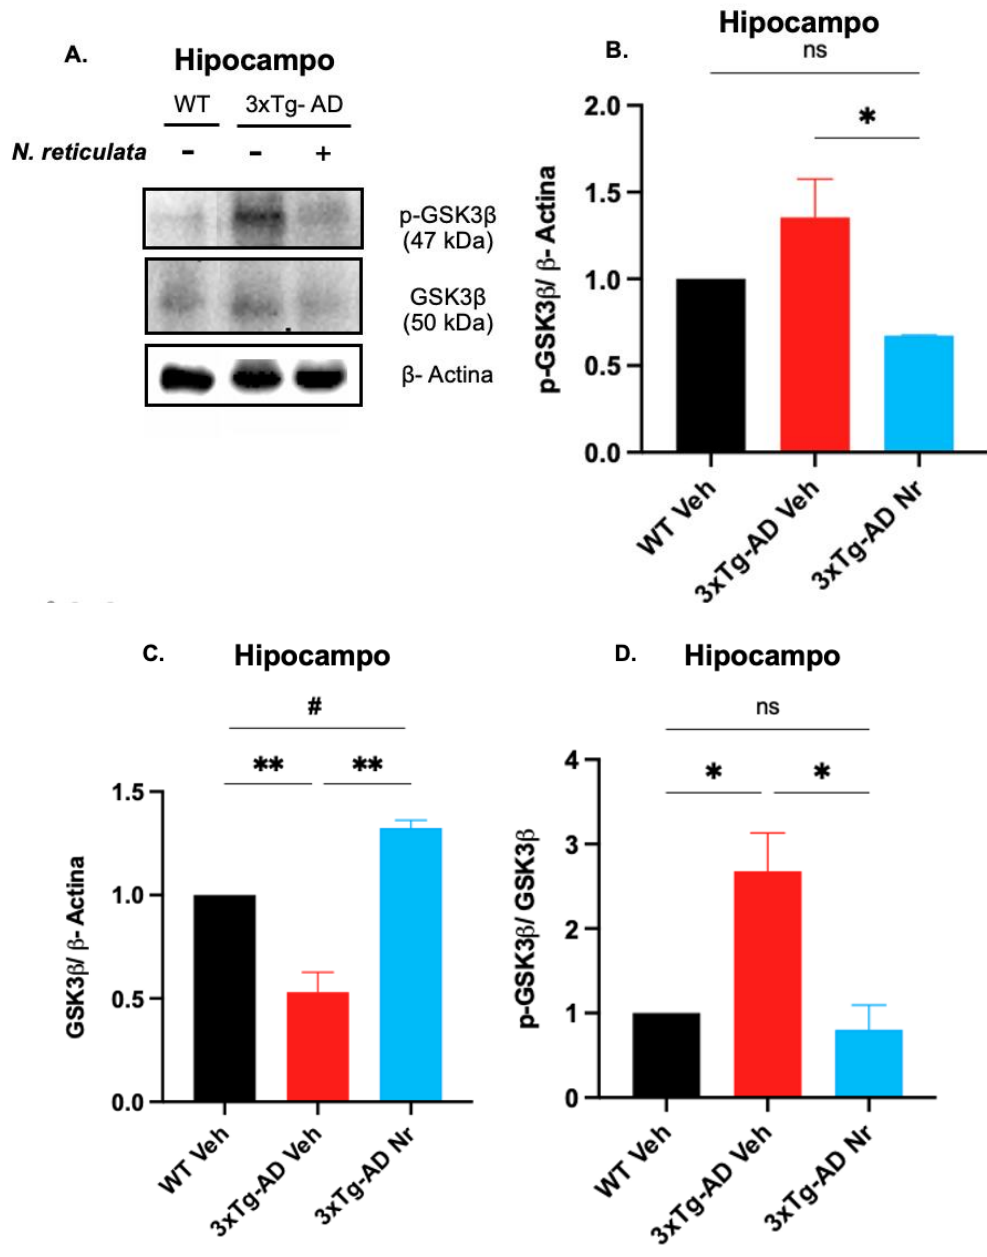 A.
Hipocampo
WT 3xTg- AD
N. reticulata - - +
p-GSK3β
(47 kDa)
GSK3β
(50 kDa)
β- Actina
B.
Hipocampo
ns
*
p-GSK3β/ β- Actina
2.0
1.5
1.0
0.5
0.0
WT Veh
3xTg-AD Veh
3xTg-AD Nr
C.
Hipocampo
#
** **
GSK3β/ β- Actina
1.5
1.0
0.5
0.0
WT Veh
3xTg-AD Veh
3xTg-AD Nr
D.
Hipocampo
ns
* *
p-GSK3β/ GSK3β
4
3
2
1
0
WT Veh
3xTg-AD Veh
3xTg-AD Nr